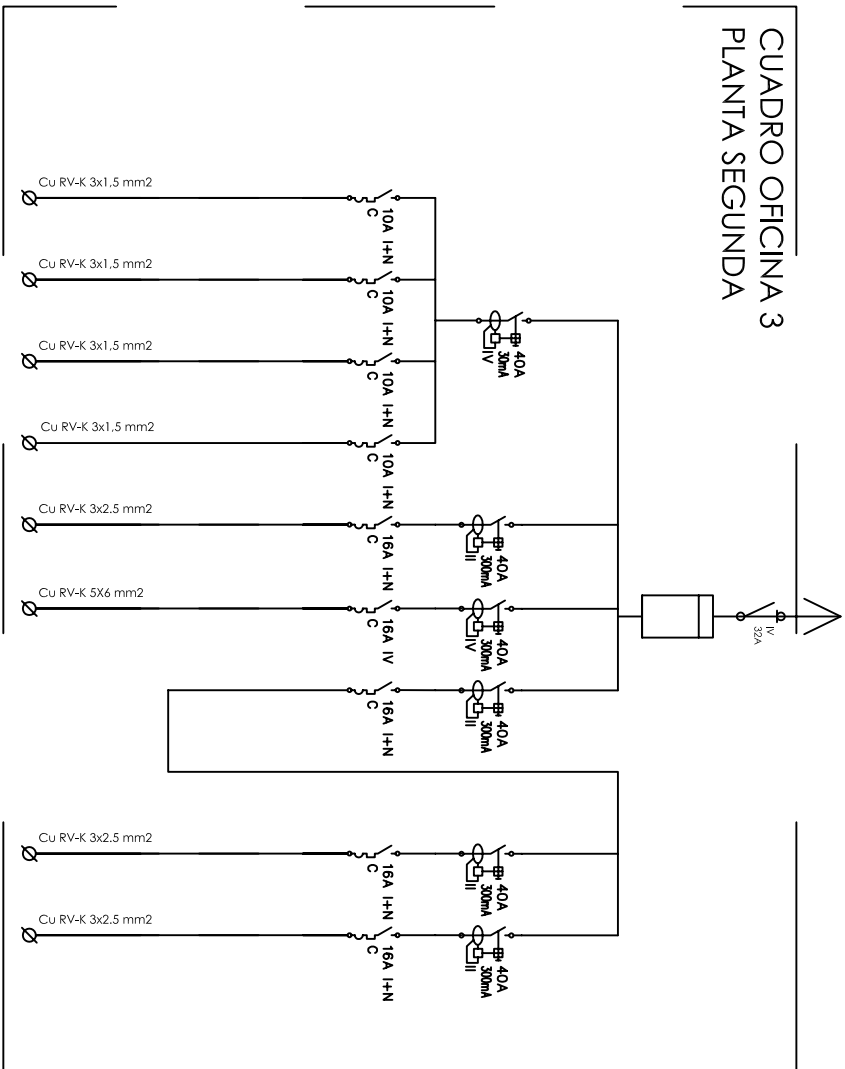 CUADRO OFICINA 3
PLANTA SEGUNDA
IV
32A
40A
30mA
IV
10A I+N
C
Cu RV-K 3x1,5 mm2
10A I+N
C
Cu RV-K 3x1,5 mm2
10A I+N
C
Cu RV-K 3x1,5 mm2
10A I+N
C
Cu RV-K 3x1,5 mm2
40A
300mA
II
16A I+N
C
Cu RV-K 3x2.5 mm2
40A
300mA
IV
16A IV
C
Cu RV-K 5X6 mm2
40A
300mA
II
16A I+N
C
40A
300mA
II
16A I+N
C
Cu RV-K 3x2.5 mm2
40A
300mA
II
16A I+N
C
Cu RV-K 3x2.5 mm2